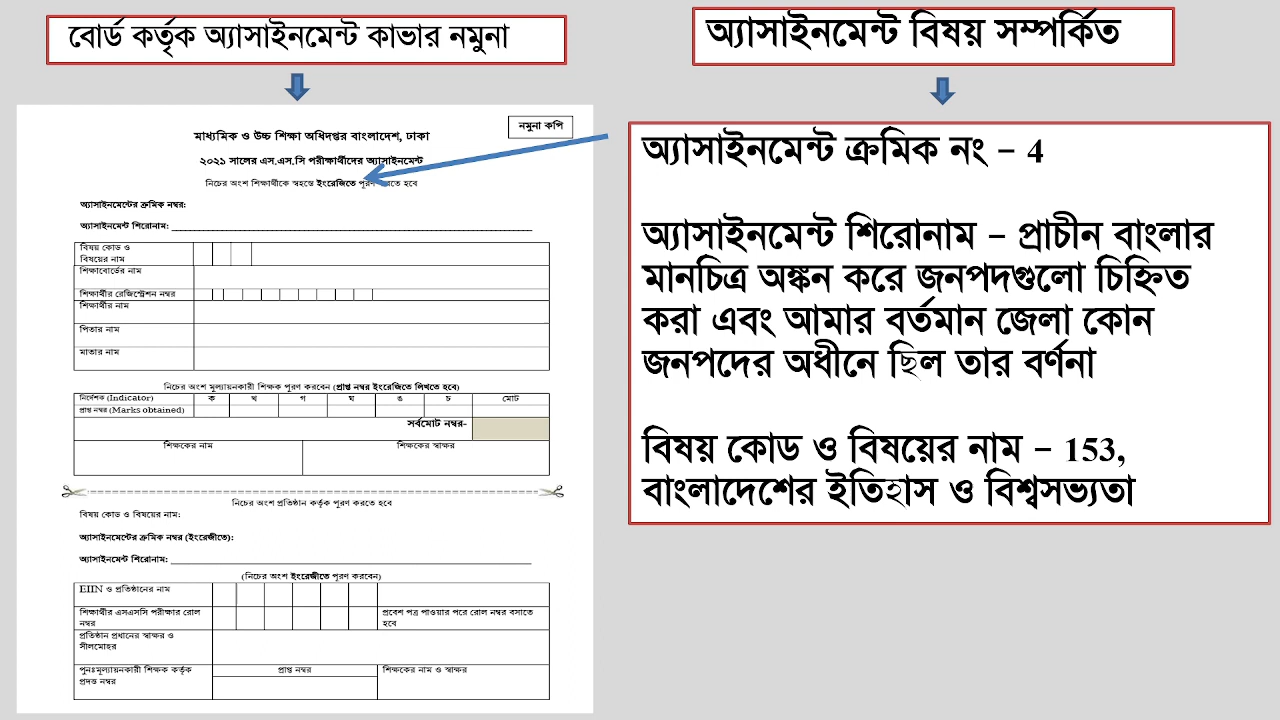 বোর্ড কর্তৃক অ্যাসাইনমেন্ট কাভার নমুনা
নমুনা কপি
মাধ্যমিক ও উচ্চ শিক্ষা অধিদপ্তর বাংলাদেশ, ঢাকা
২০২১ সালের এস.এস.সি পরীক্ষার্থীদের অ্যাসাইনমেন্ট
নিচের অংশ শিক্ষার্থীকে স্বহস্তে ইংরেজিতে পূরণ করতে হবে
অ্যাসাইনমেন্টের ক্রমিক নম্বর:
অ্যাসাইনমেন্ট শিরোনাম:
বিষয় কোড ও
বিষয়ের নাম
শিক্ষাবোর্ডের নাম
শিক্ষার্থীর রেজিস্ট্রেশন নম্বর
শিক্ষার্থীর নাম
পিতার নাম
মাতার নাম
নিচের অংশ মূল্যায়নকারী শিক্ষক পূরণ করবেন (প্রাপ্ত নম্বর ইংরেজিতে লিখতে হবে)
নির্দেশক (Indicator) ক খ গ ঘ ঙ চ মোট
প্রাপ্ত নম্বর (Marks obtained)
সর্বমোট নম্বর-
শিক্ষকের নাম শিক্ষকের স্বাক্ষর
নিচের অংশ প্রতিষ্ঠান কর্তৃক পূরণ করতে হবে
বিষয় কোড ও বিষয়ের নাম:
অ্যাসাইনমেন্টের ক্রমিক নম্বর (ইংরেজীতে):
অ্যাসাইনমেন্ট শিরোনাম:
(নিচের অংশ ইংরেজীতে পূরণ করবেন)
EIIN ও প্রতিষ্ঠানের নাম
শিক্ষার্থীর এসএসসি পরীক্ষার রোল
নম্বর
প্রবেশ পত্র পাওয়ার পরে রোল নম্বর বসাতে
হবে
প্রতিষ্ঠান প্রধানের স্বাক্ষর ও
সীলমোহর
পুনঃমূল্যায়নকারী শিক্ষক কর্তৃক
প্রদত্ত নম্বর
প্রাপ্ত নম্বর
শিক্ষকের নাম ও স্বাক্ষর
অ্যাসাইনমেন্ট বিষয় সম্পর্কিত
অ্যাসাইনমেন্ট ক্রমিক নং – 4
অ্যাসাইনমেন্ট শিরোনাম – প্রাচীন বাংলার
মানচিত্র অঙ্কন করে জনপদগুলো চিহ্নিত
করা এবং আমার বর্তমান জেলা কোন
জনপদের অধীনে ছিল তার বর্ণনা
বিষয় কোড ও বিষয়ের নাম – 153,
বাংলাদেশের ইতিহাস ও বিশ্বসভ্যতা